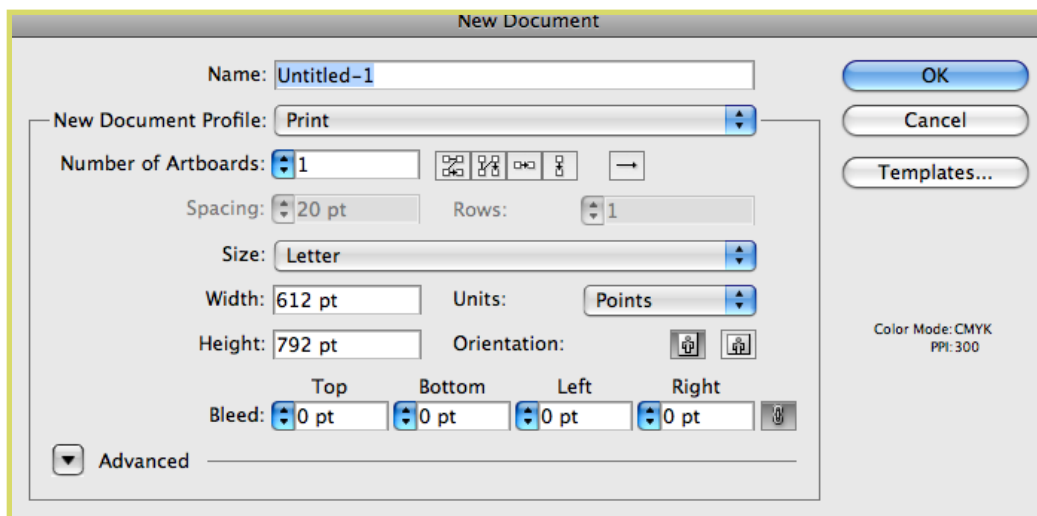 New Document
Name: Untitled-1
OK
New Document Profile: Print
Cancel
Number of Artboards: 1
Templates...
Spacing: 20 pt Rows: 1
Size: Letter
Width: 612 pt Units: Points
Color Mode: CMYK
PPI: 300
Height: 792 pt Orientation:
Top Bottom Left Right
Bleed: 0 pt 0 pt 0 pt 0 pt
Advanced